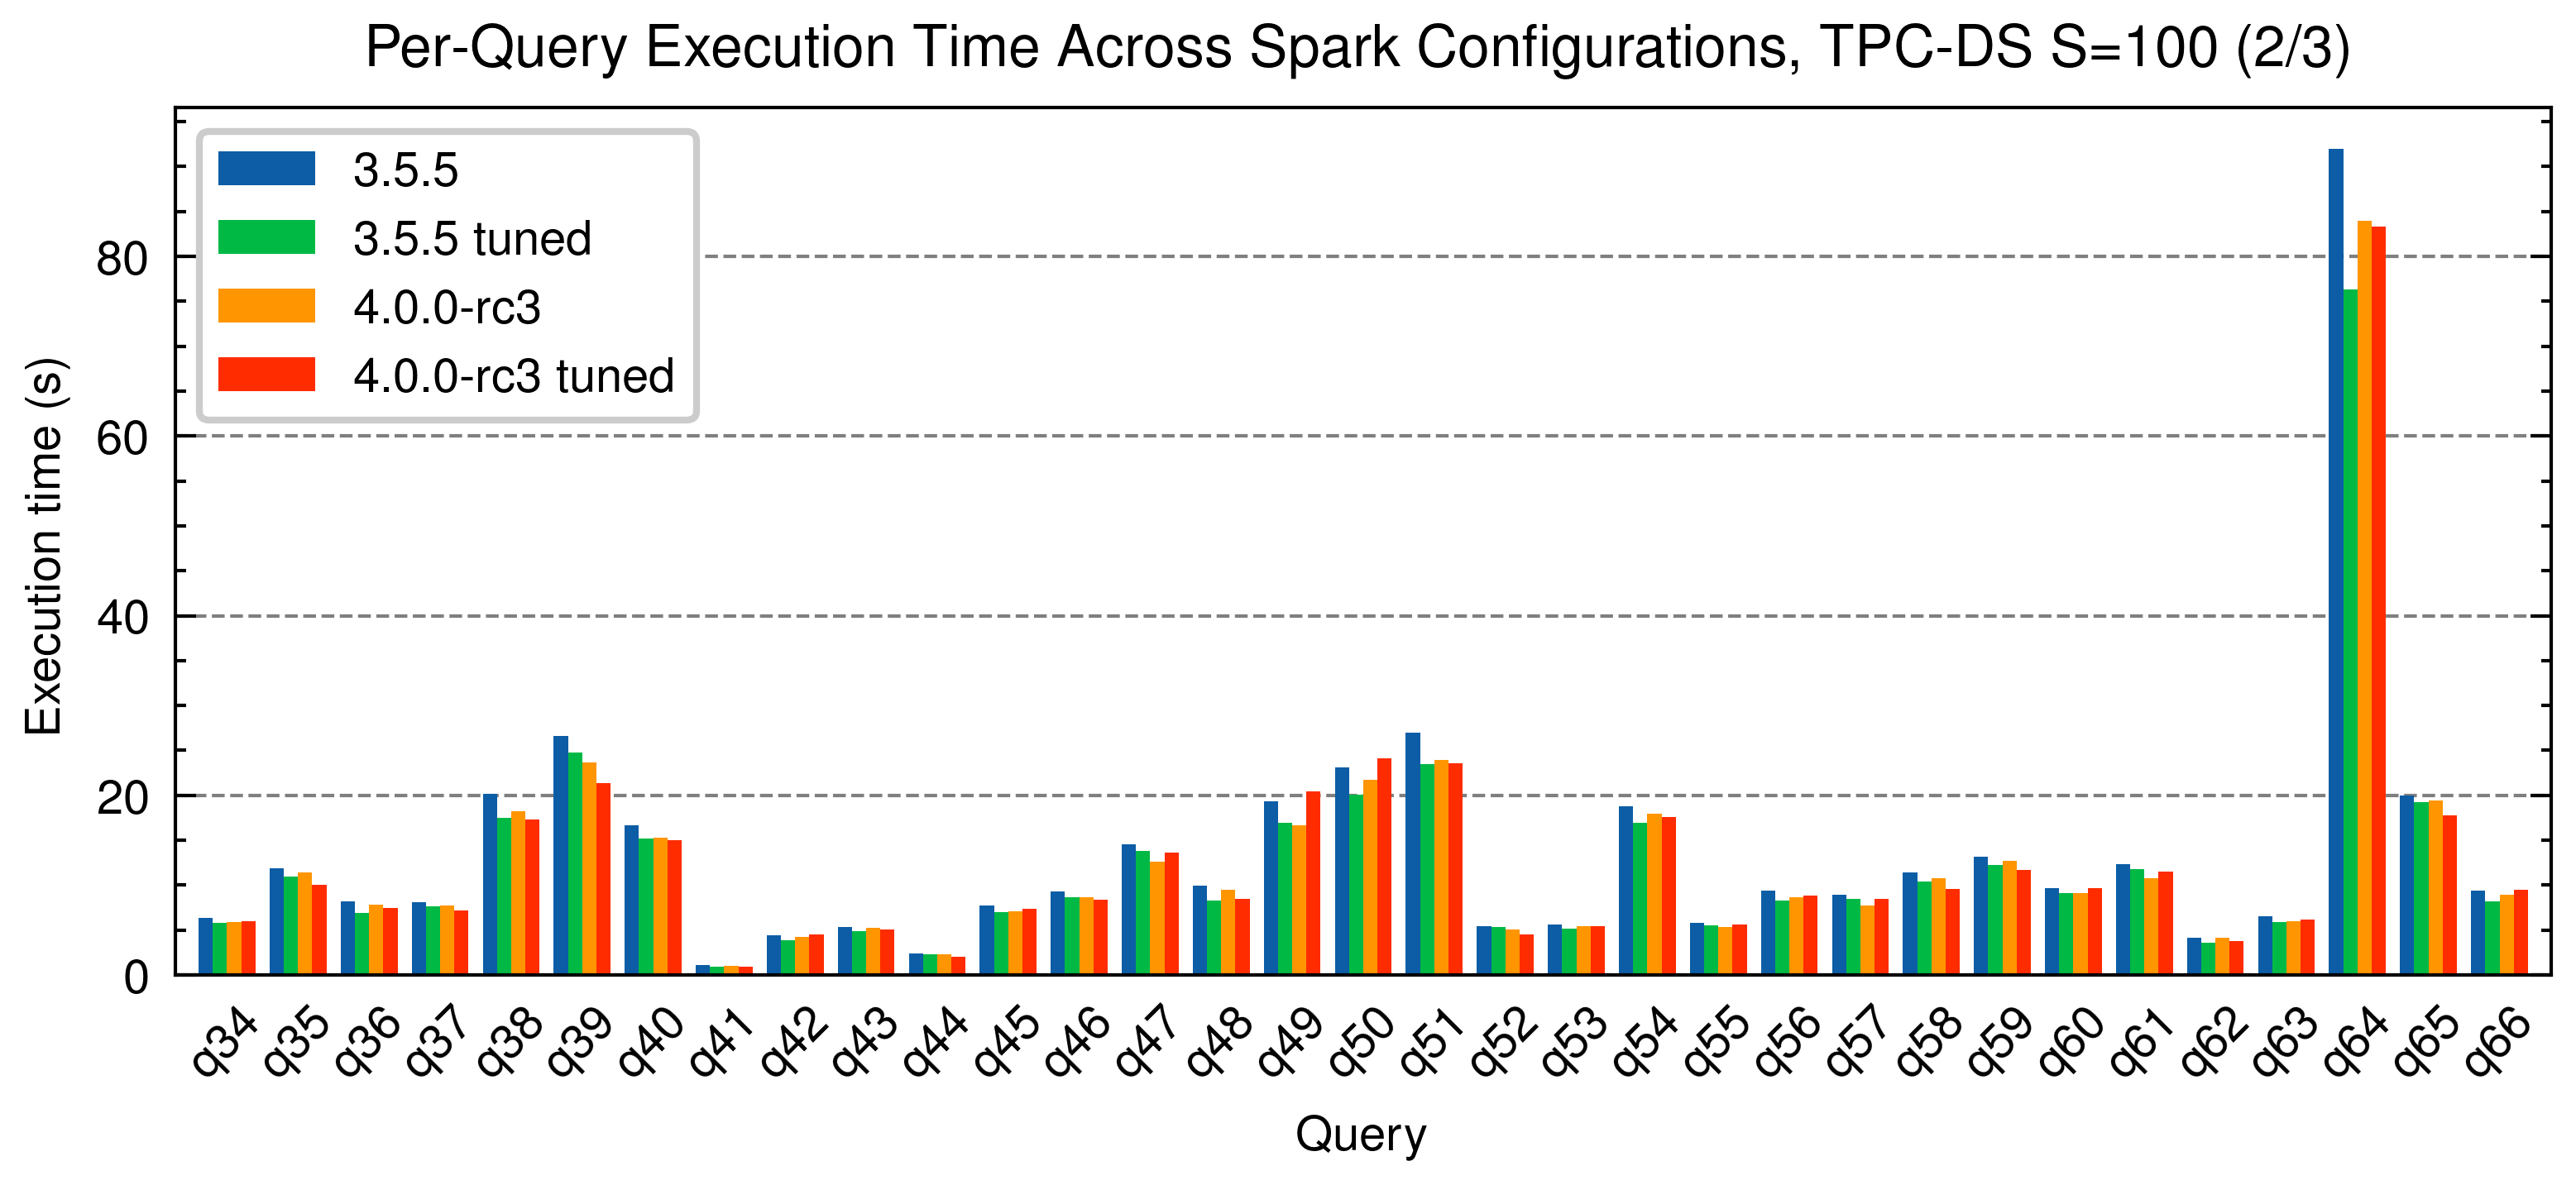 Per-Query Execution Time Across Spark Configurations, TPC-DS S=100 (2/3)
3.5.5
3.5.5 tuned
4.0.0-rc3
4.0.0-rc3 tuned
Execution time (s)
80
60
40
20
0
q34 q35 q36 q37 q38 q39 q40 q41 q42 q43 q44 q45 q46 q47 q48 q49 q50 q51 q52 q53 q54 q55 q56 q57 q58 q59 q60 q61 q62 q63 q64 q65 q66
Query